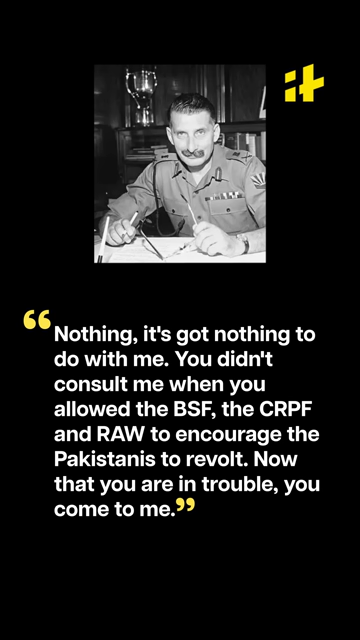 it
“Nothing, it's got nothing to
do with me. You didn't
consult me when you
allowed the BSF, the CRPF
and RAW to encourage the
Pakistanis to revolt. Now
that you are in trouble, you
come to me.”